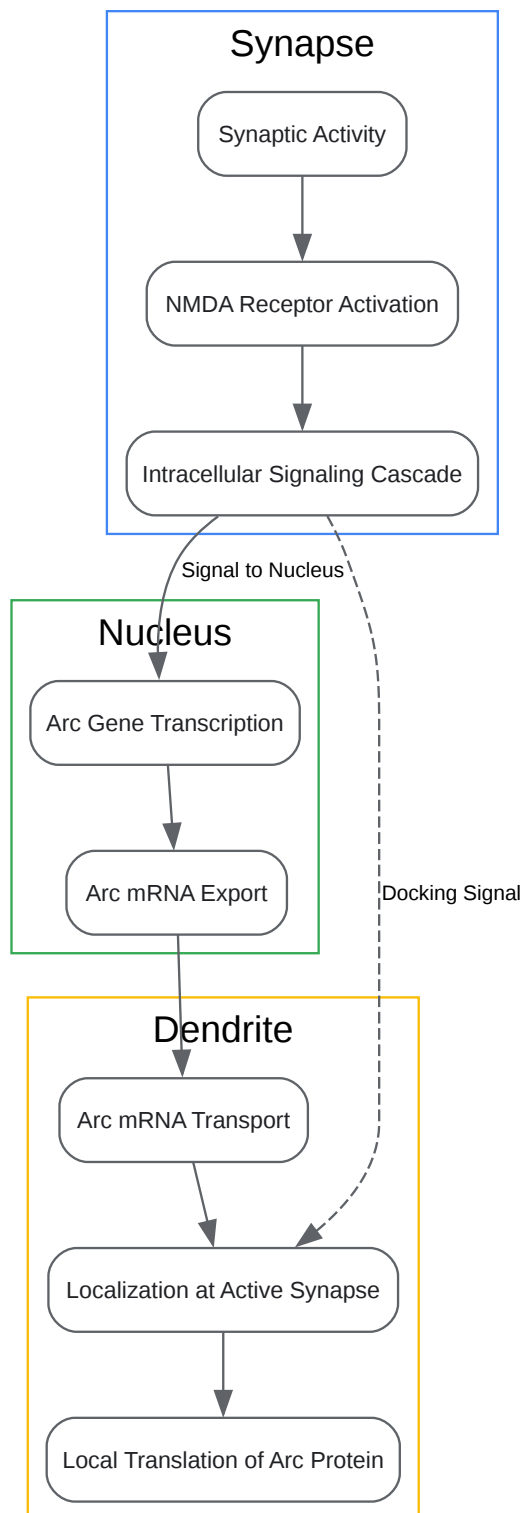 Synapse
Synaptic Activity
NMDA Receptor Activation
Intracellular Signaling Cascade
Signal to Nucleus
Nucleus
Arc Gene Transcription
Arc mRNA Export
Docking Signal
Dendrite
Arc mRNA Transport
Localization at Active Synapse
Local Translation of Arc Protein